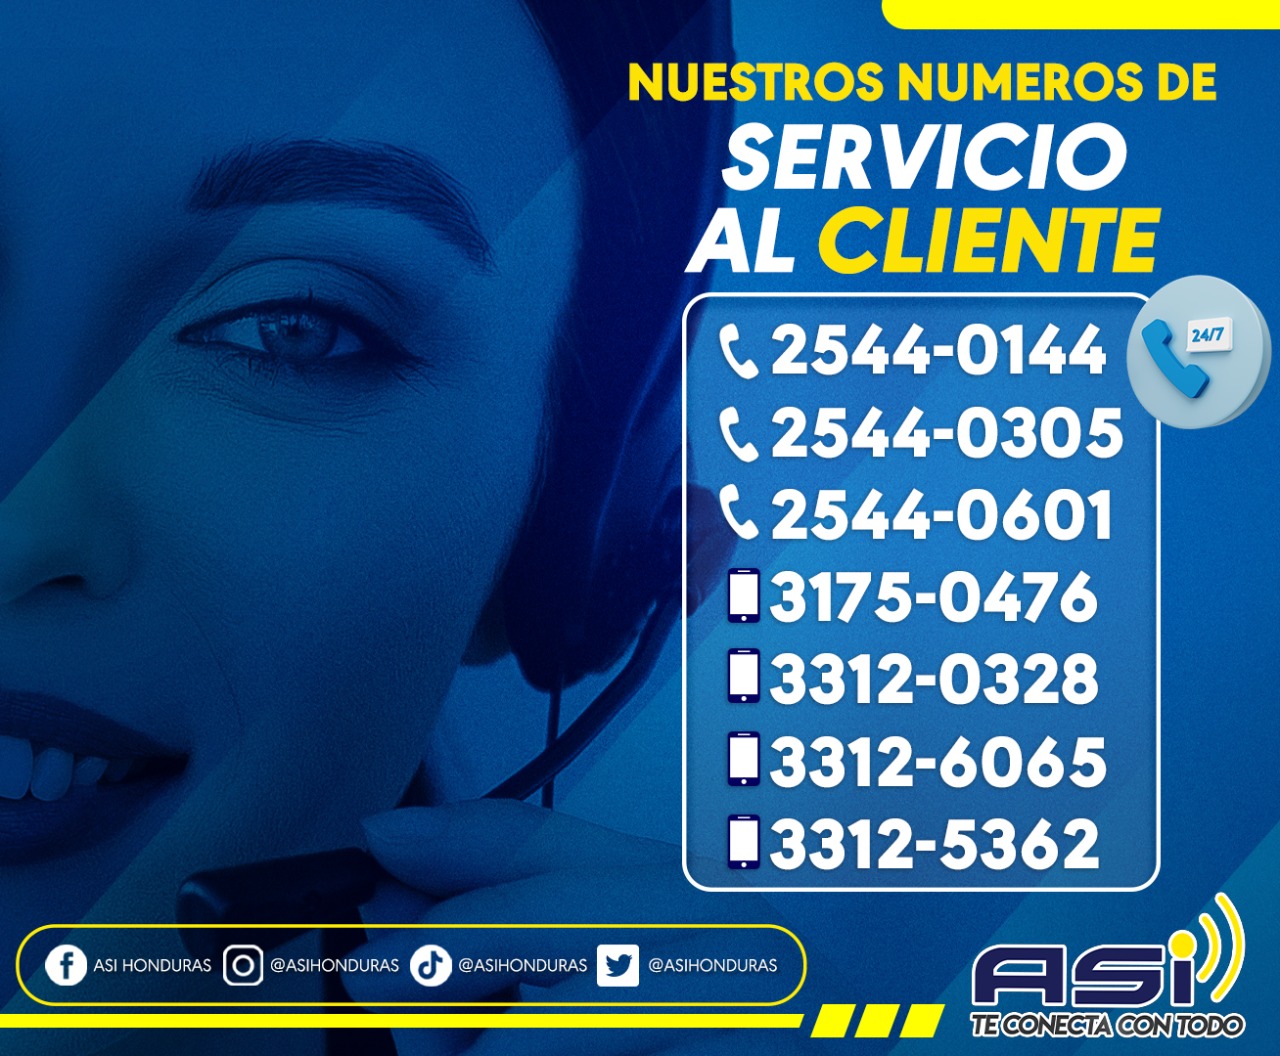 NUESTROS NUMEROS DE
SERVICIO
AL CLIENTE
24/7
2544-0144
2544-0305
2544-0601
3175-0476
3312-0328
3312-6065
3312-5362
ASI HONDURAS @ASIHONDURAS @ASIHONDURAS @ASIHONDURAS
ASi
TE CONECTA CON TODO